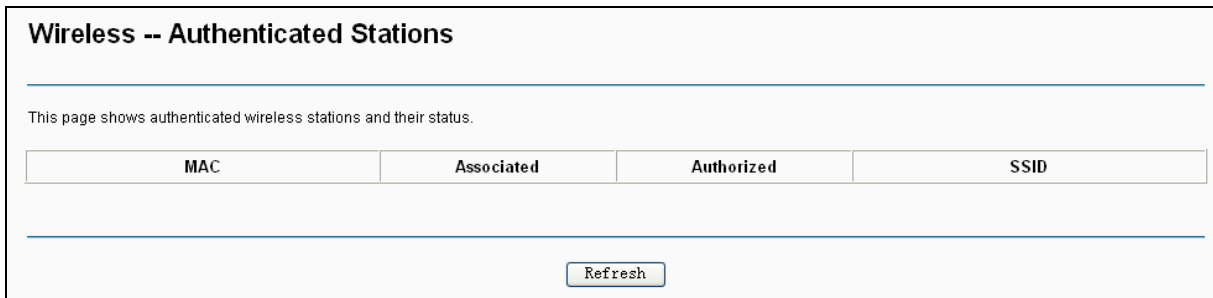 Wireless -- Authenticated Stations
This page shows authenticated wireless stations and their status.
MAC Associated Authorized SSID
Refresh